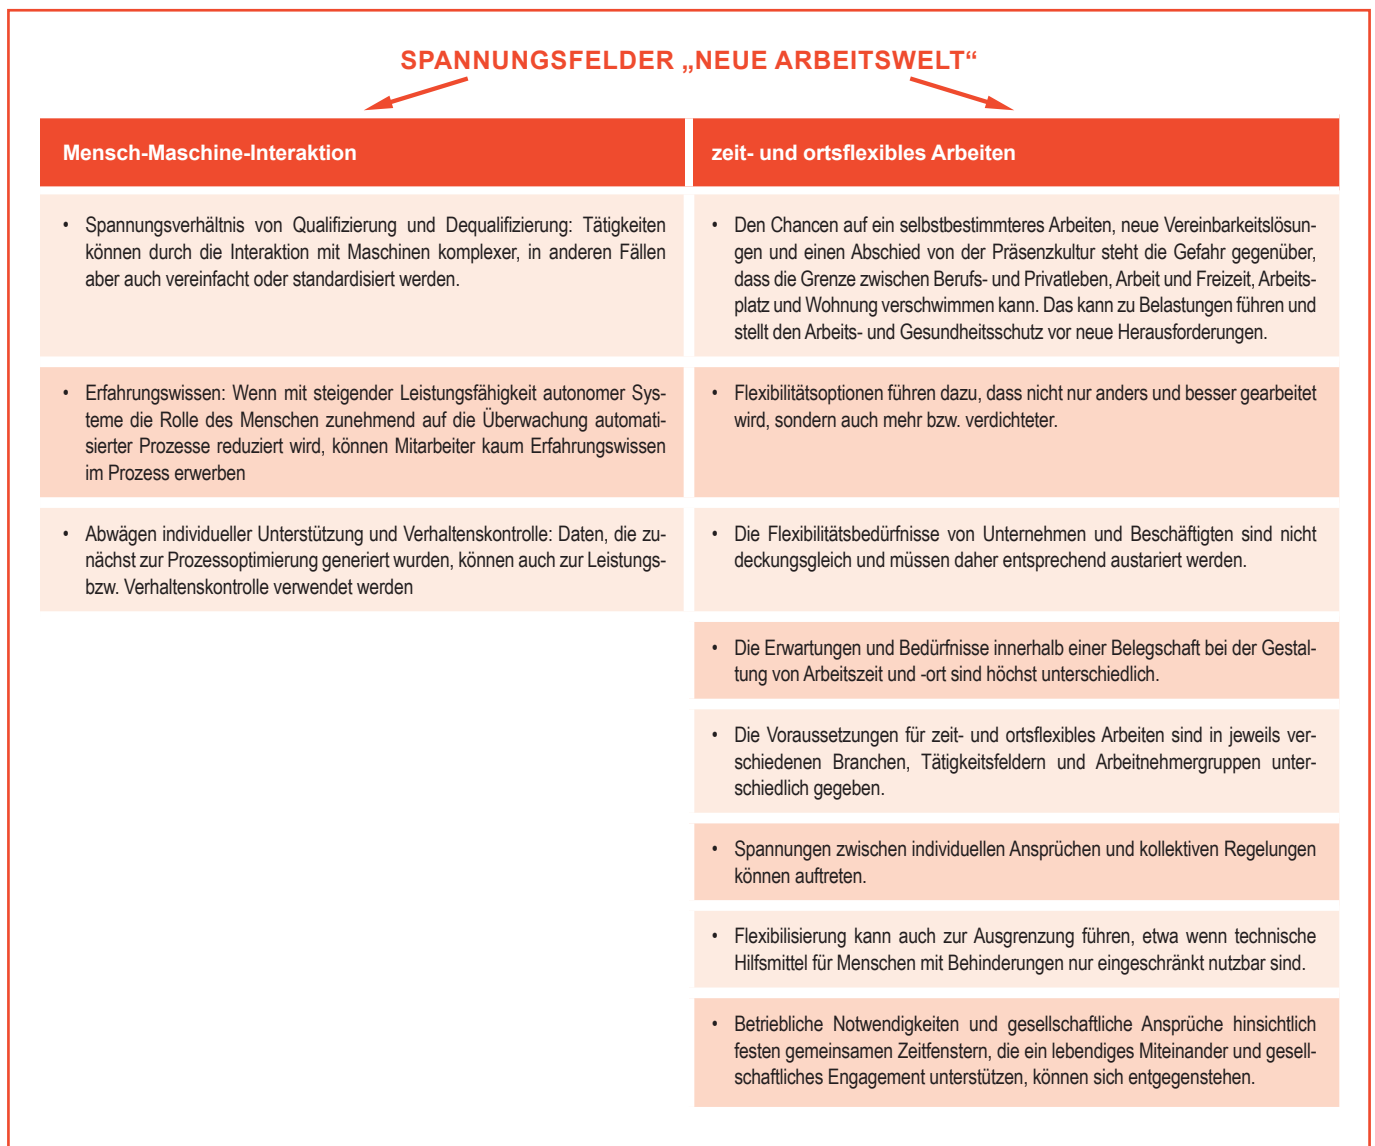 SPANNUNGSFELDER „NEUE ARBEITSWELT“
Mensch-Maschine-Interaktion
• Spannungsverhältnis von Qualifizierung und Dequalifizierung: Tätigkeiten
können durch die Interaktion mit Maschinen komplexer, in anderen Fällen
aber auch vereinfacht oder standardisiert werden.
• Erfahrungswissen: Wenn mit steigender Leistungsfähigkeit autonomer Sys-
teme die Rolle des Menschen zunehmend auf die Überwachung automati-
sierter Prozesse reduziert wird, können Mitarbeiter kaum Erfahrungswissen
im Prozess erwerben
• Abwägen individueller Unterstützung und Verhaltenskontrolle: Daten, die zu-
nächst zur Prozessoptimierung generiert wurden, können auch zur Leistungs-
bzw. Verhaltenskontrolle verwendet werden
zeit- und ortsflexibles Arbeiten
• Den Chancen auf ein selbstbestimmteres Arbeiten, neue Vereinbarkeitslösun-
gen und einen Abschied von der Präsenzkultur steht die Gefahr gegenüber,
dass die Grenze zwischen Berufs- und Privatleben, Arbeit und Freizeit, Arbeits-
platz und Wohnung verschwimmen kann. Das kann zu Belastungen führen und
stellt den Arbeits- und Gesundheitsschutz vor neue Herausforderungen.
• Flexibilitätsoptionen führen dazu, dass nicht nur anders und besser gearbeitet
wird, sondern auch mehr bzw. verdichteter.
• Die Flexibilitätsbedürfnisse von Unternehmen und Beschäftigten sind nicht
deckungsgleich und müssen daher entsprechend austariert werden.
• Die Erwartungen und Bedürfnisse innerhalb einer Belegschaft bei der Gestal-
tung von Arbeitszeit und -ort sind höchst unterschiedlich.
• Die Voraussetzungen für zeit- und ortsflexibles Arbeiten sind in jeweils ver-
schiedenen Branchen, Tätigkeitsfeldern und Arbeitnehmergruppen unter-
schiedlich gegeben.
• Spannungen zwischen individuellen Ansprüchen und kollektiven Regelungen
können auftreten.
• Flexibilisierung kann auch zur Ausgrenzung führen, etwa wenn technische
Hilfsmittel für Menschen mit Behinderungen nur eingeschränkt nutzbar sind.
• Betriebliche Notwendigkeiten und gesellschaftliche Ansprüche hinsichtlich
festen gemeinsamen Zeitfenstern, die ein lebendiges Miteinander und gesell-
schaftliches Engagement unterstützen, können sich entgegenstehen.